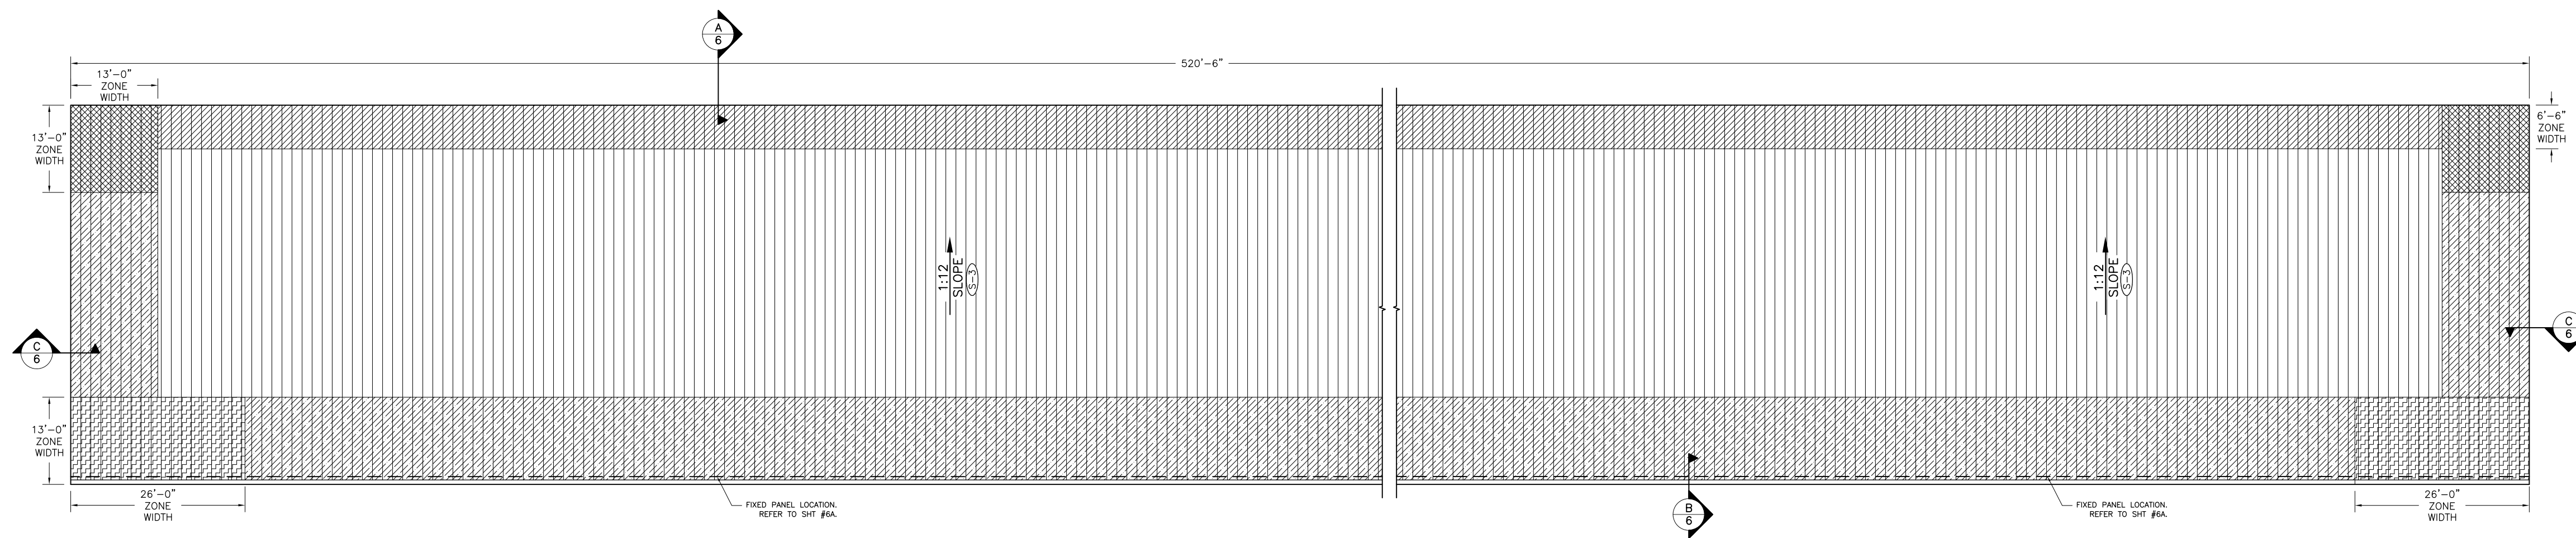 A
6
520'-6"
13'-0"
ZONE
WIDTH
13'-0"
ZONE
WIDTH
6'-6"
ZONE
WIDTH
1:12
SLOPE
S-3
1:12
SLOPE
S-3
C
6
C
6
13'-0"
ZONE
WIDTH
26'-0"
ZONE
WIDTH
FIXED PANEL LOCATION.
REFER TO SHT #6A.
B
6
FIXED PANEL LOCATION.
REFER TO SHT #6A.
26'-0"
ZONE
WIDTH